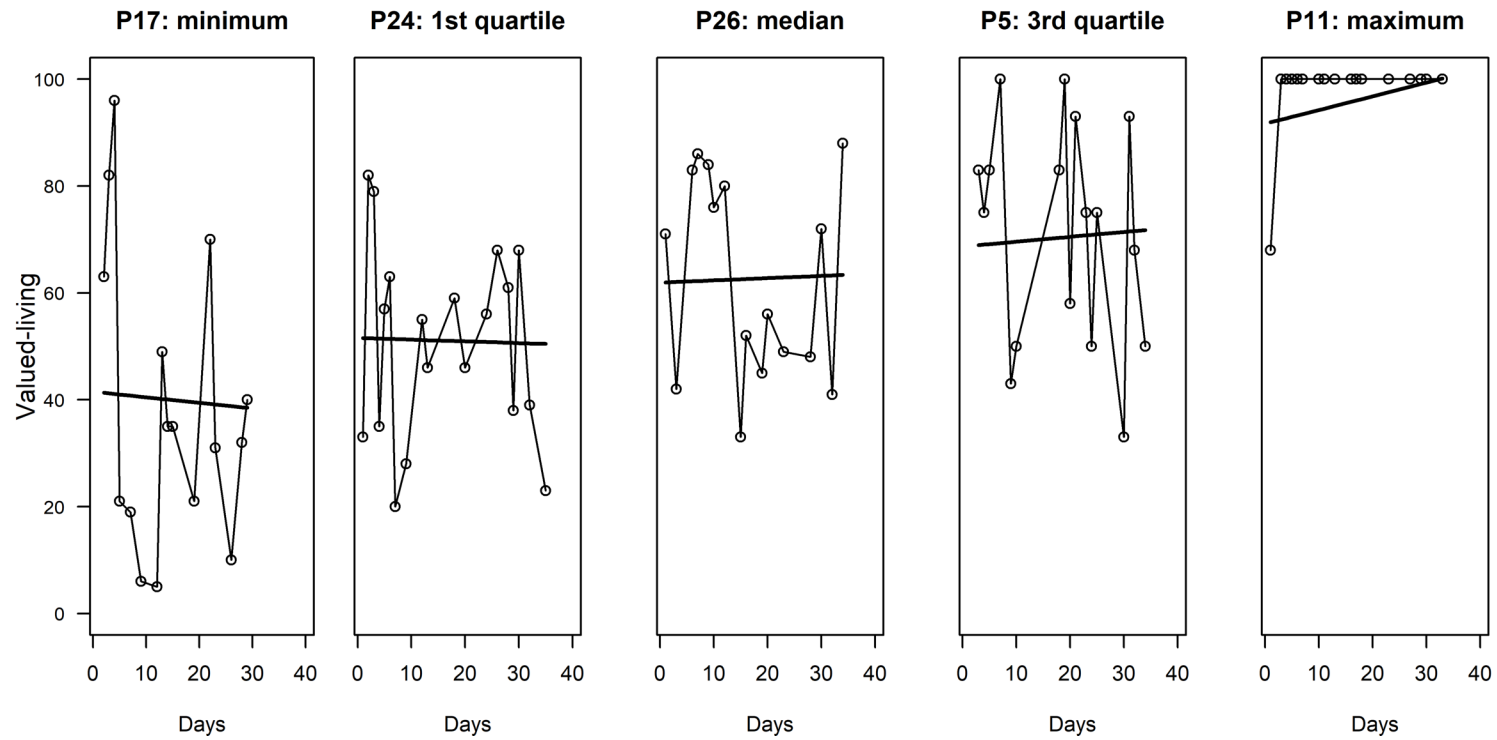 P17: minimum
P24: 1st quartile
P26: median
P5: 3rd quartile
P11: maximum
Valued-living
100
80
60
40
20
0
0 10 20 30 40
0 10 20 30 40
0 10 20 30 40
0 10 20 30 40
0 10 20 30 40
Days
Days
Days
Days
Days